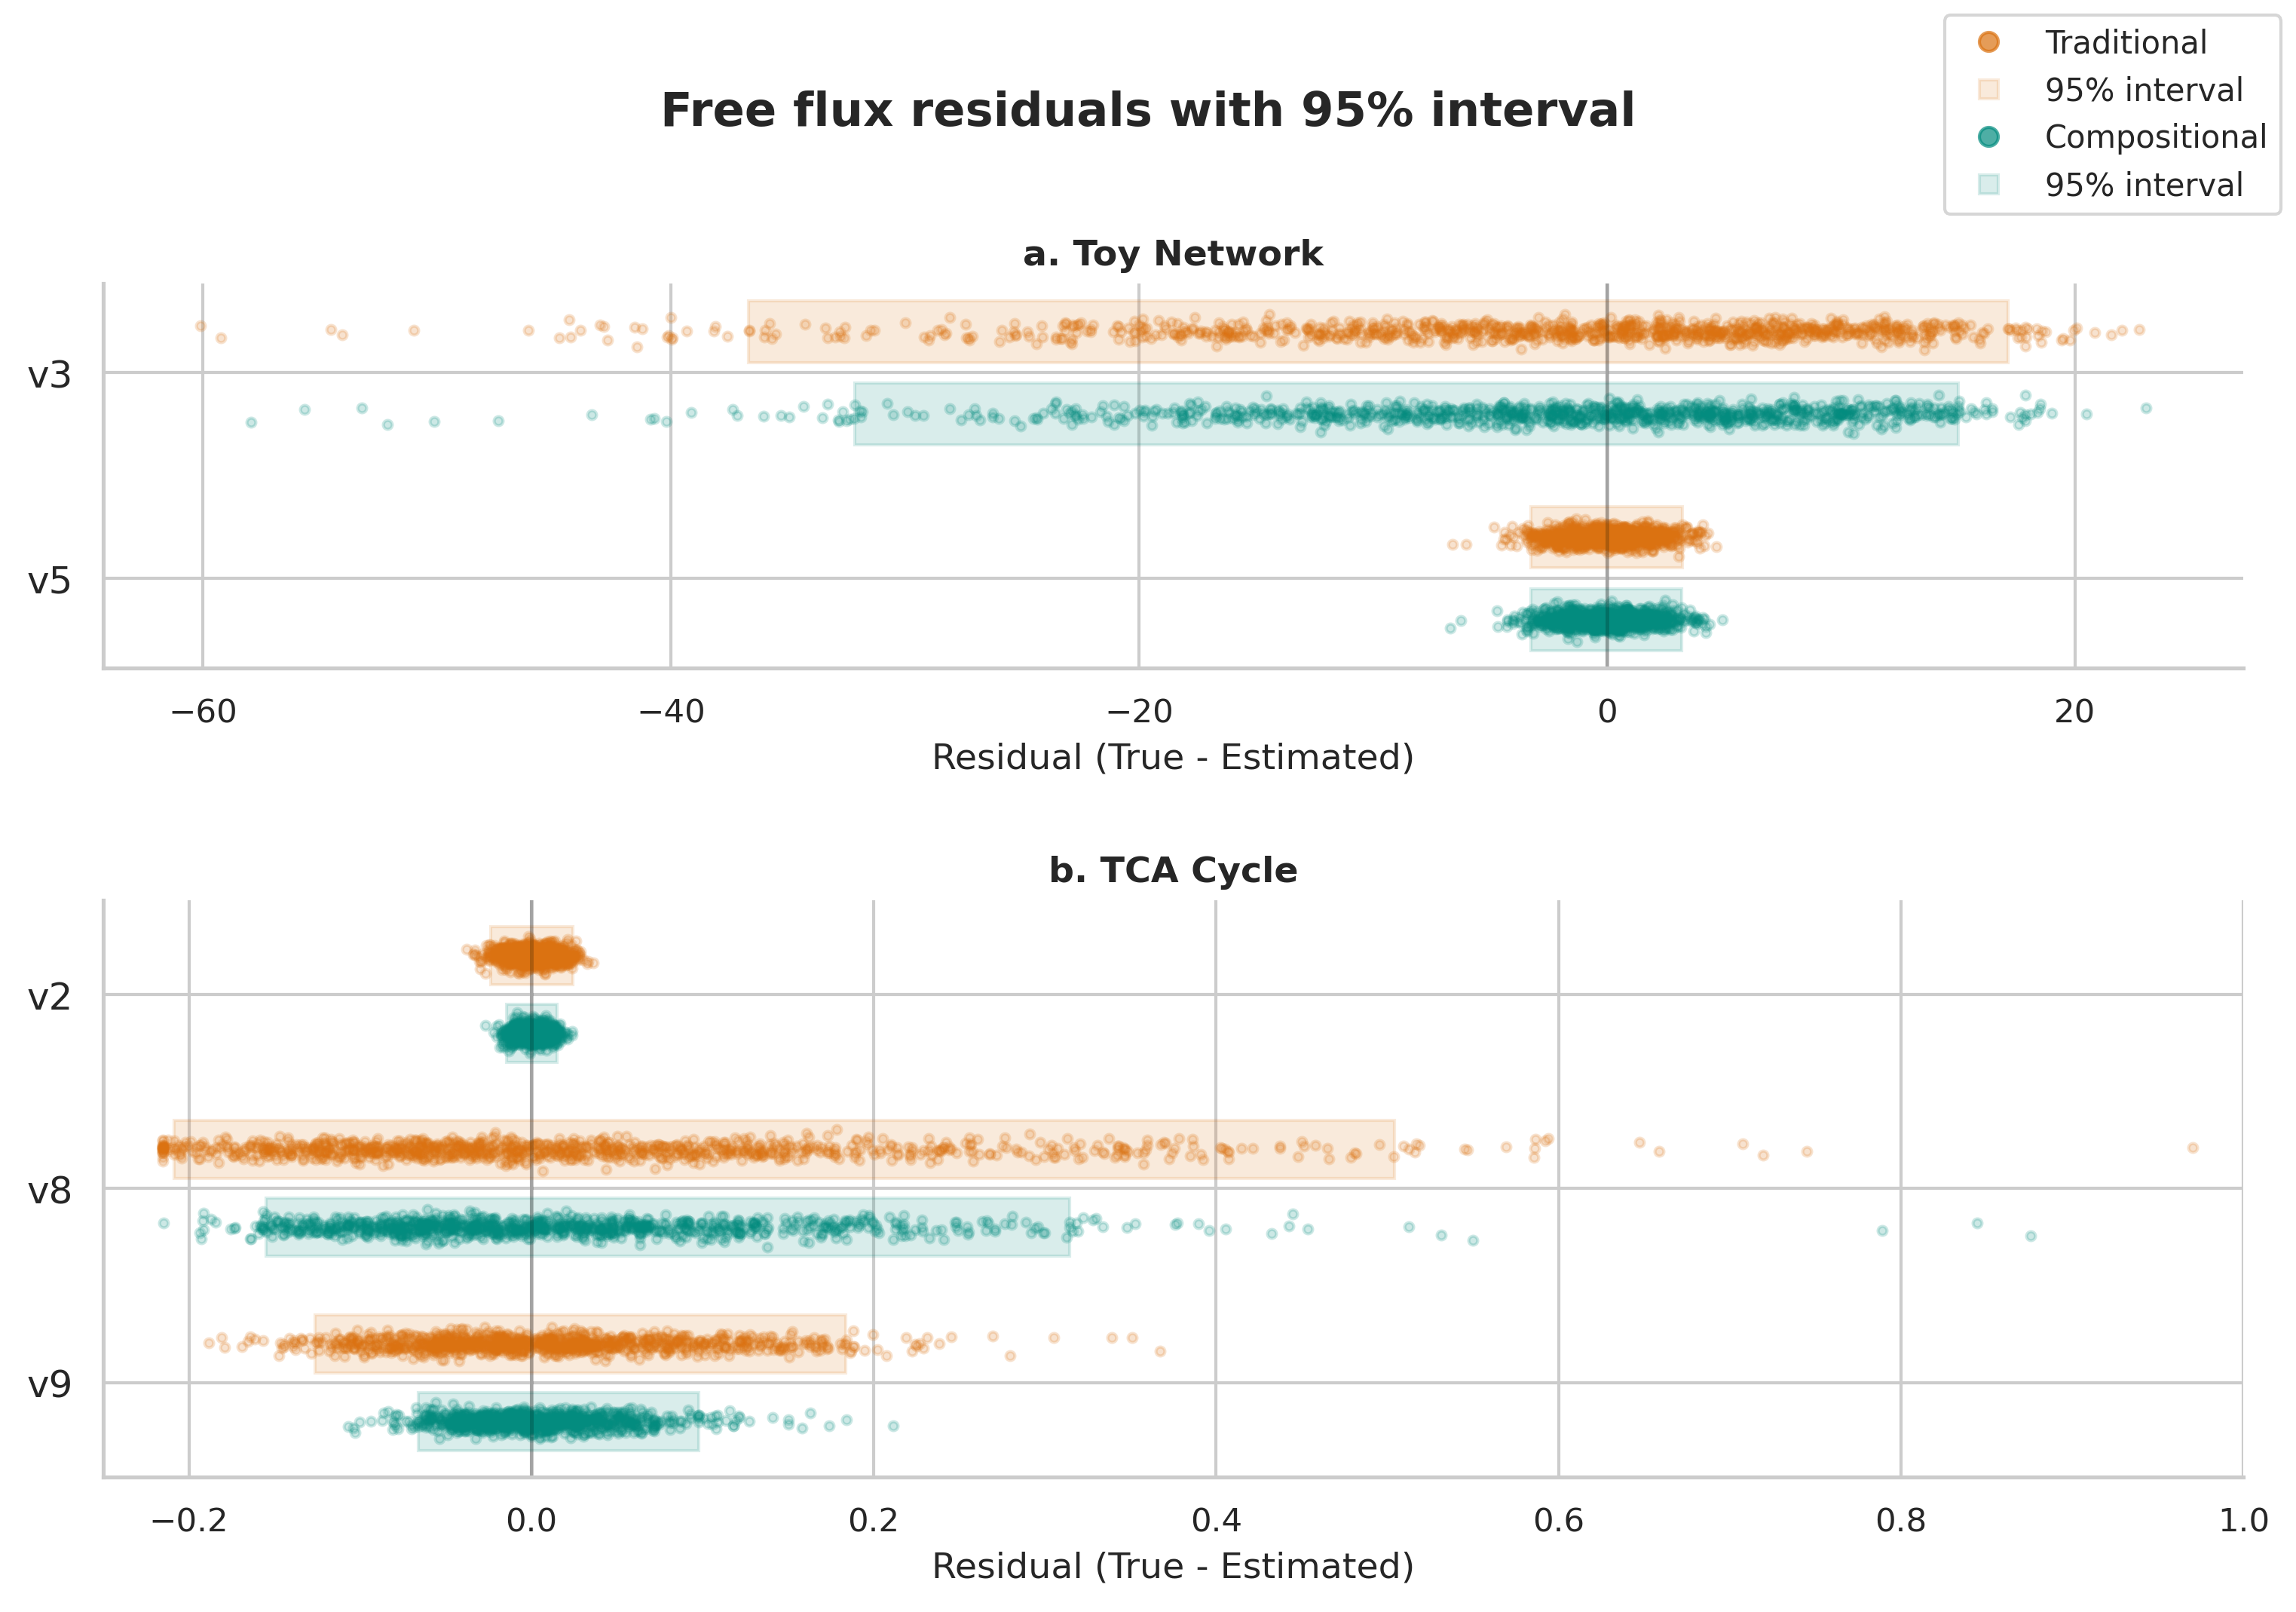 Traditional
95% interval
Compositional
95% interval
Free flux residuals with 95% interval
a. Toy Network
v3
v5
−60 −40 −20 0 20
Residual (True - Estimated)
b. TCA Cycle
v2
v8
v9
−0.2 0.0 0.2 0.4 0.6 0.8 1.0
Residual (True - Estimated)